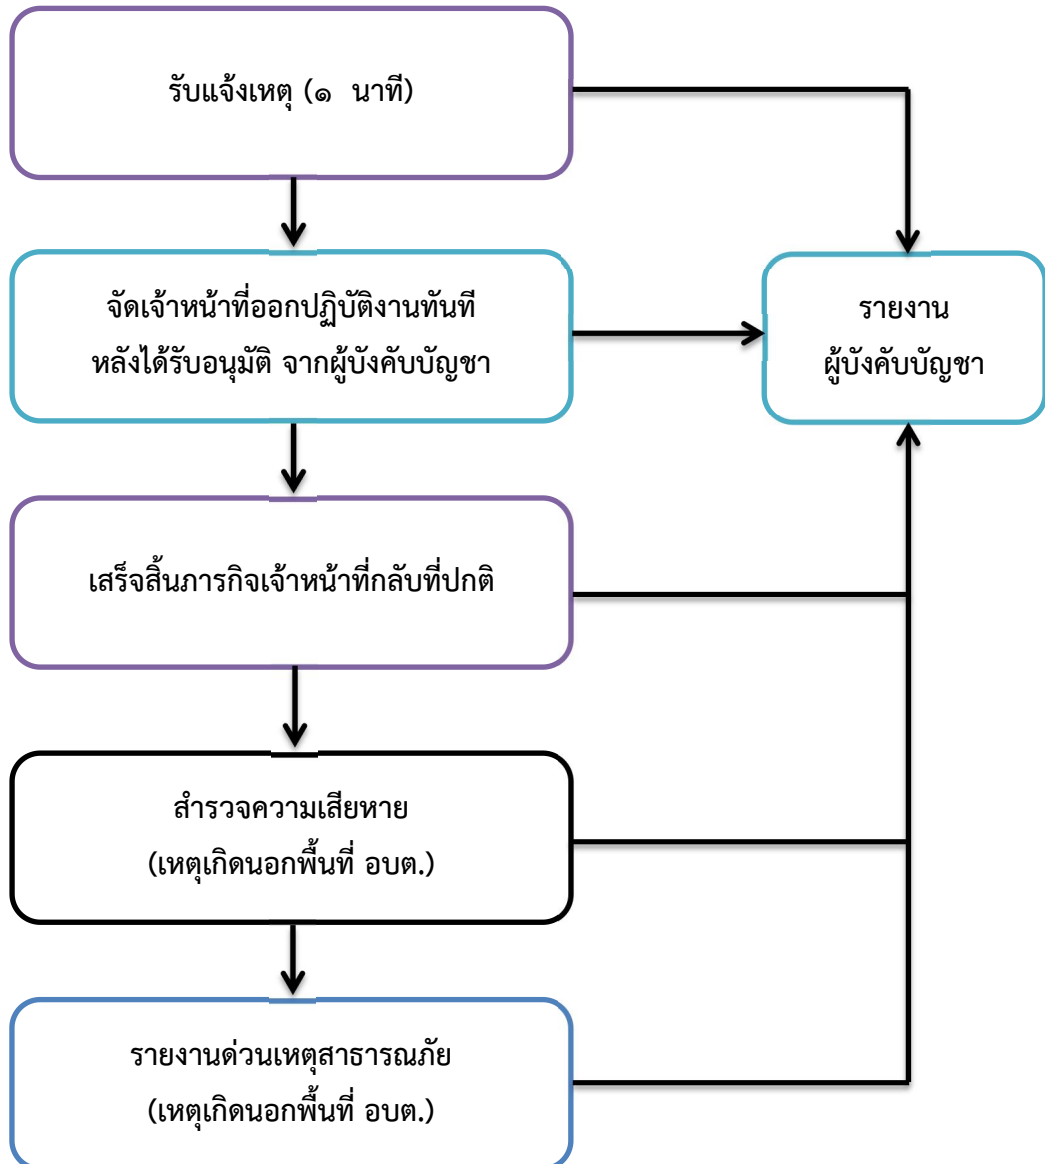 รับแจ้งเหตุ (๑ นาที)
จัดเจ้าหน้าที่ออกปฏิบัติงานทันที
หลังได้รับอนุมัติ จากผู้บังคับบัญชา
รายงาน
ผู้บังคับบัญชา
เสร็จสิ้นภารกิจเจ้าหน้าที่กลับที่ปกติ
สำรวจความเสียหาย
(เหตุเกิดนอกพื้นที่ อบต.)
รายงานด่วนเหตุสาธารณภัย
(เหตุเกิดนอกพื้นที่ อบต.)